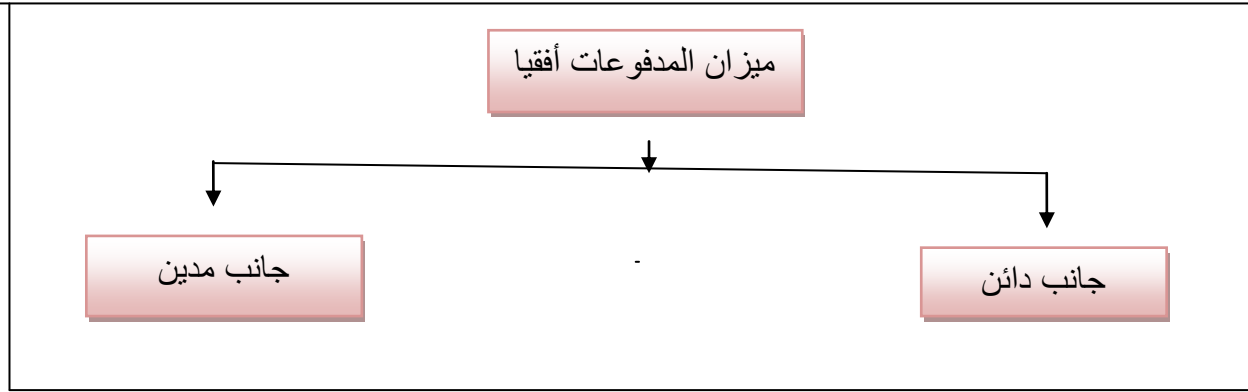 ميزان المدفوعات أفقيا
جانب دائن
-
جانب مدين